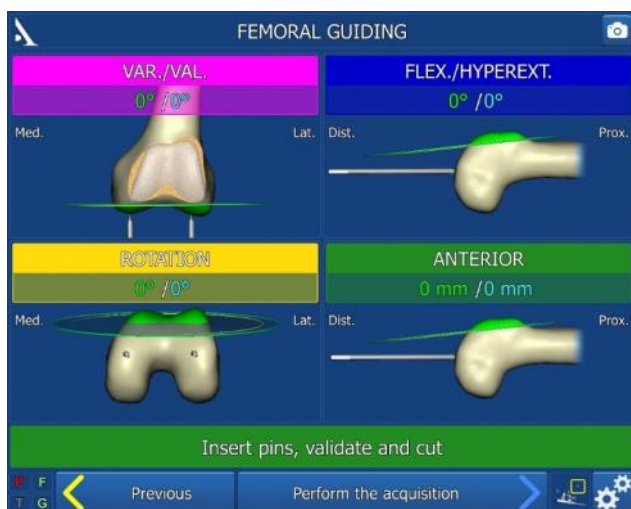 FEMORAL GUIDING
VAR./VAL.
0° /0°
Med.
Lat.
FLEX./HYPEREXT.
0° /0°
Dist.
Prox.
ROTATION
0° /0°
Med.
Lat.
ANTERIOR
0 mm /0 mm
Dist.
Prox.
Insert pins, validate and cut
P F
T G
Previous
Perform the acquisition